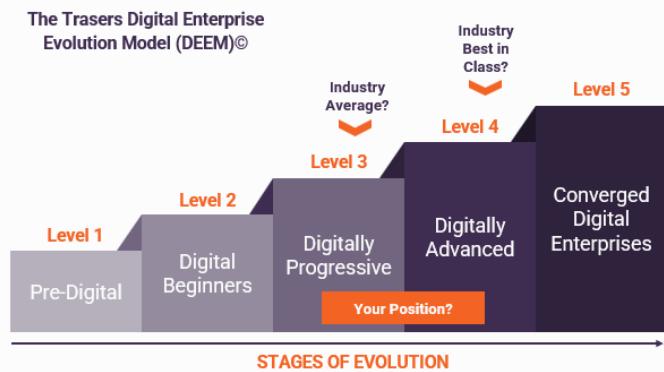 The Trasers Digital Enterprise
Evolution Model (DEEM)©
Industry
Average?
Industry
Best in
Class?
Level 1
Level 2
Level 3
Level 4
Level 5
Pre-Digital
Digital
Beginners
Digitally
Progressive
Digitally
Advanced
Converged
Digital
Enterprises
Your Position?
STAGES OF EVOLUTION